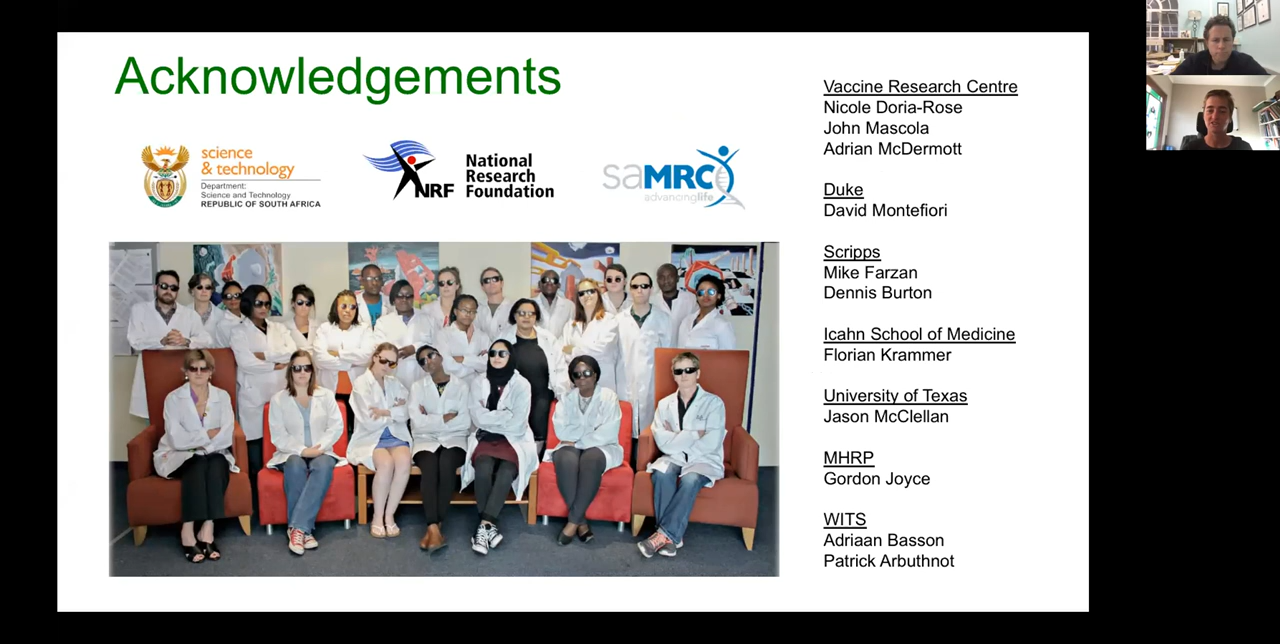 Acknowledgements
science
& technology
Department:
Science and Technology
REPUBLIC OF SOUTH AFRICA
NRF
National
Research
Foundation
saMRC
advancinglife
Vaccine Research Centre
Nicole Doria-Rose
John Mascola
Adrian McDermott
Duke
David Montefiori
Scripps
Mike Farzan
Dennis Burton
Icahn School of Medicine
Florian Krammer
University of Texas
Jason McClellan
MHRP
Gordon Joyce
WITS
Adriaan Basson
Patrick Arbuthnot